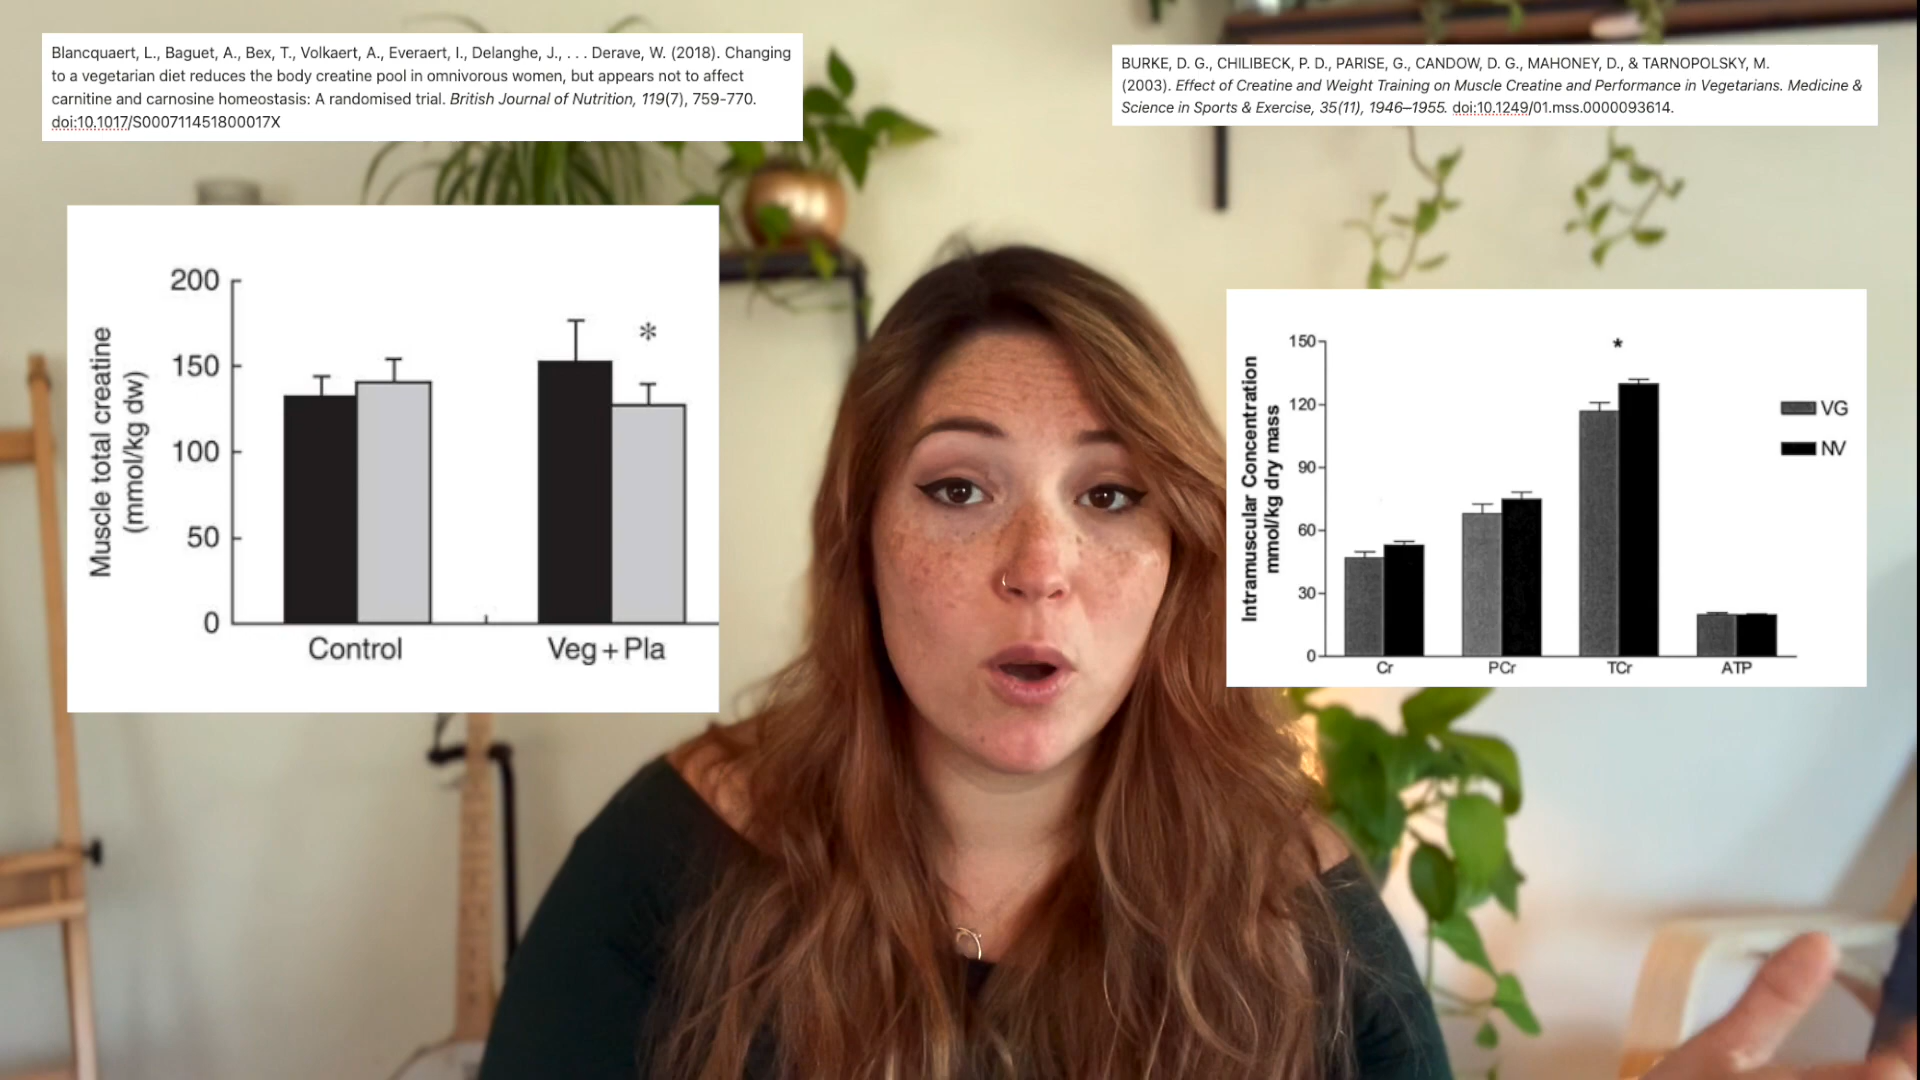 Blancquaert, L., Baguet, A., Bex, T., Volkaert, A., Everaert, I., Delanghe, J., . . . Derave, W. (2018). Changing
to a vegetarian diet reduces the body creatine pool in omnivorous women, but appears not to affect
carnitine and carnosine homeostasis: A randomised trial. British Journal of Nutrition, 119(7), 759-770.
doi:10.1017/S000711451800017X
BURKE, D. G., CHILIBECK, P. D., PARISE, G., CANDOW, D. G., MAHONEY, D., & TARNOPOLSKY, M.
(2003). Effect of Creatine and Weight Training on Muscle Creatine and Performance in Vegetarians. Medicine &
Science in Sports & Exercise, 35(11), 1946–1955. doi:10.1249/01.mss.0000093614.
Muscle total creatine
(mmol/kg dw)
200
150
100
50
0
*
Control
Veg + Pla
Intramuscular Concentration
mmol/kg dry mass
150
120
90
60
30
0
*
VG
NV
Cr
PCr
TCr
ATP